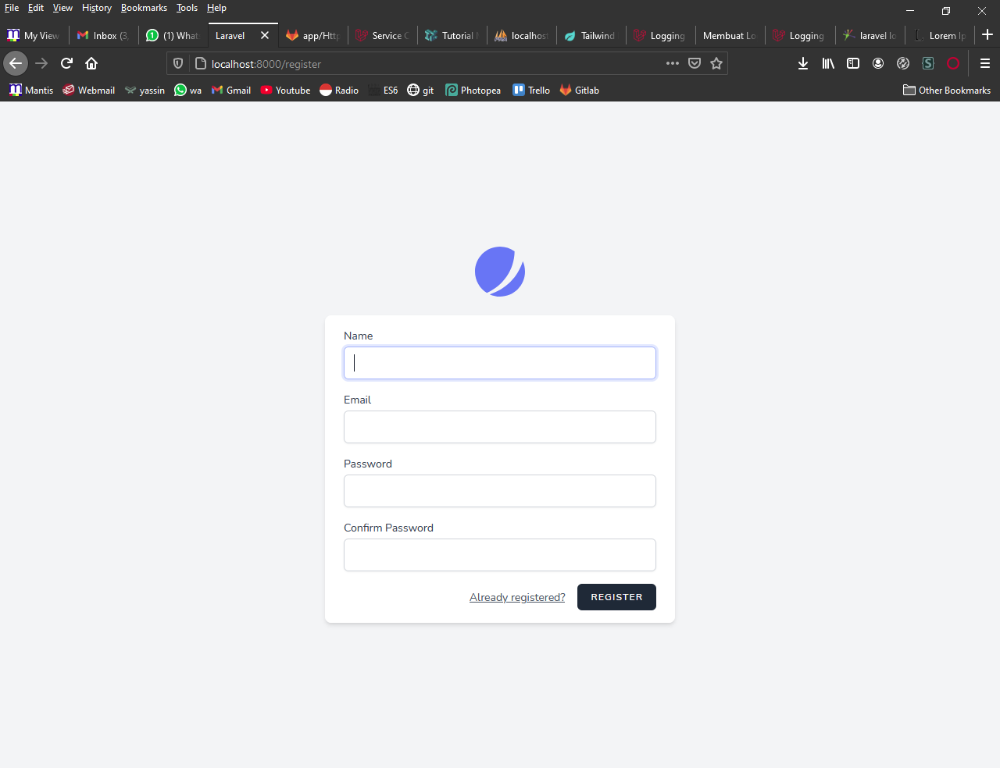 File Edit View History Bookmarks Tools Help
My View Inbox (3, 1 (1) What Laravel app/Http Service C Tutorial localhost Tailwind Logging Membuat Lo Logging laravel lo Lorem Ip
localhost:8000/register
Mantis Webmail yassin wa Gmail Youtube Radio ES6 git Photopea Trello Gitlab Other Bookmarks
Name
Email
Password
Confirm Password
Already registered? REGISTER